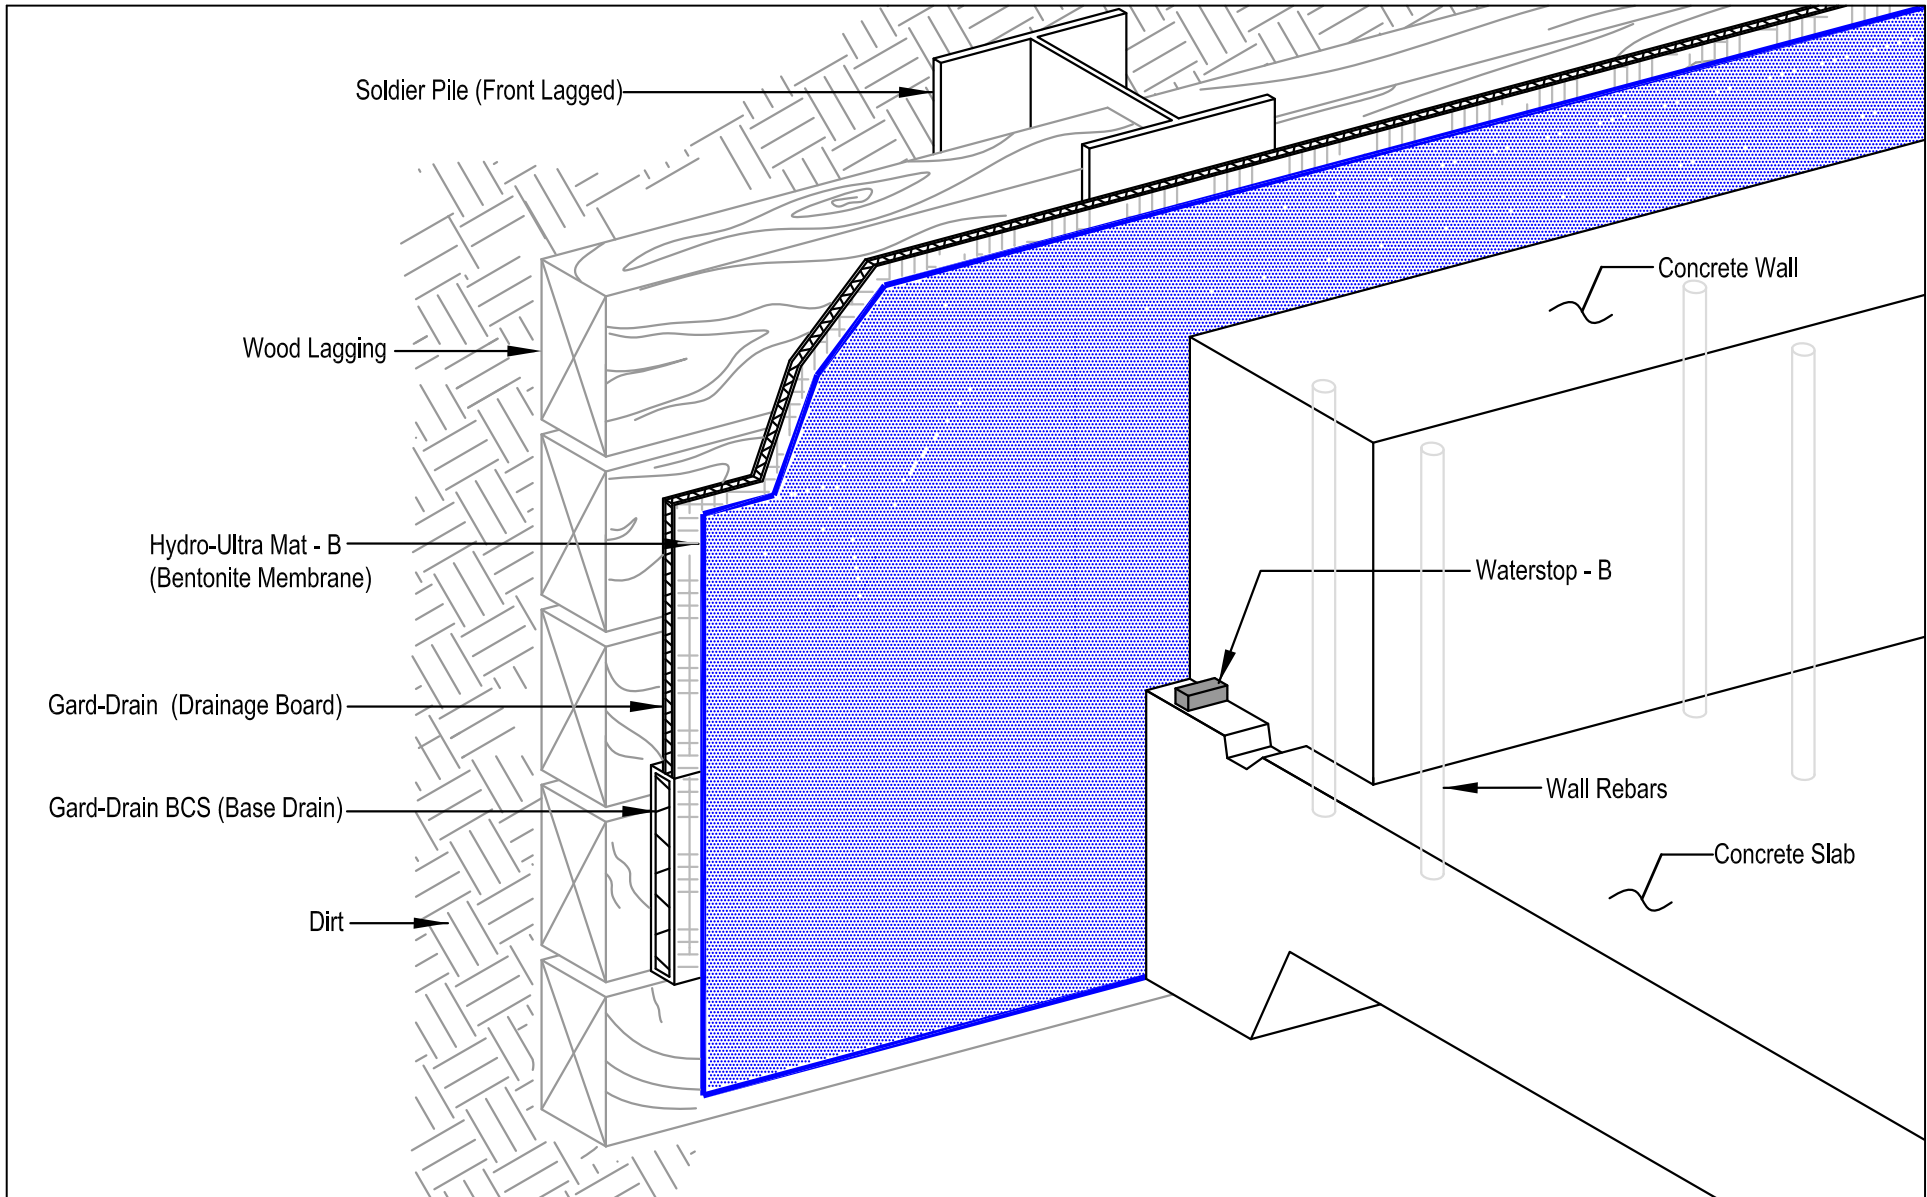 Soldier Pile (Front Lagged)
Concrete Wall
Wood Lagging
Hydro-Ultra Mat - B
(Bentonite Membrane)
Waterstop - B
Gard-Drain (Drainage Board)
Wall Rebars
Gard-Drain BCS (Base Drain)
Concrete Slab
Dirt